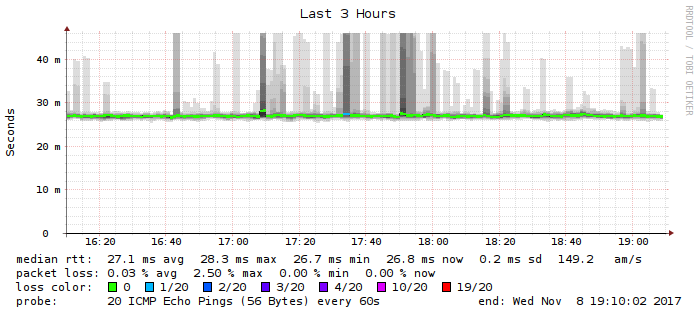 Last 3 Hours
RRDTOOL / TOBI OETIKER
Seconds
40 m
30 m
20 m
10 m
0
16:20 16:40 17:00 17:20 17:40 18:00 18:20 18:40 19:00
median rtt: 27.1 ms avg 28.3 ms max 26.7 ms min 26.8 ms now 0.2 ms sd 149.2 am/s
packet loss: 0.03 % avg 2.50 % max 0.00 % min 0.00 % now
loss color: 0 1/20 2/20 3/20 4/20 10/20 19/20
probe: 20 ICMP Echo Pings (56 Bytes) every 60s end: Wed Nov 8 19:10:02 2017